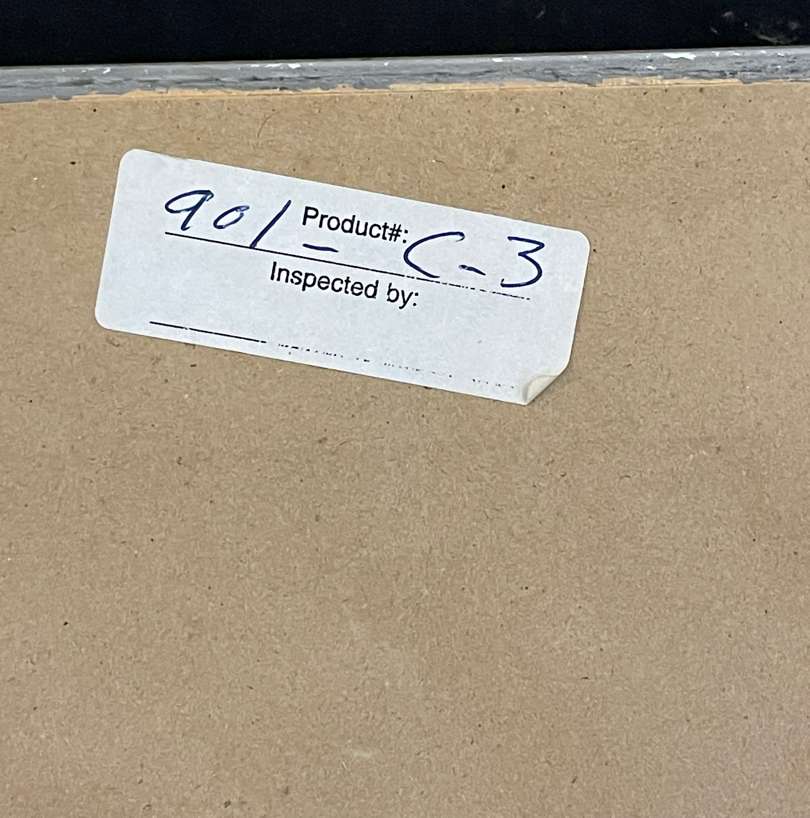 Product#:
901-C-3
Inspected by: